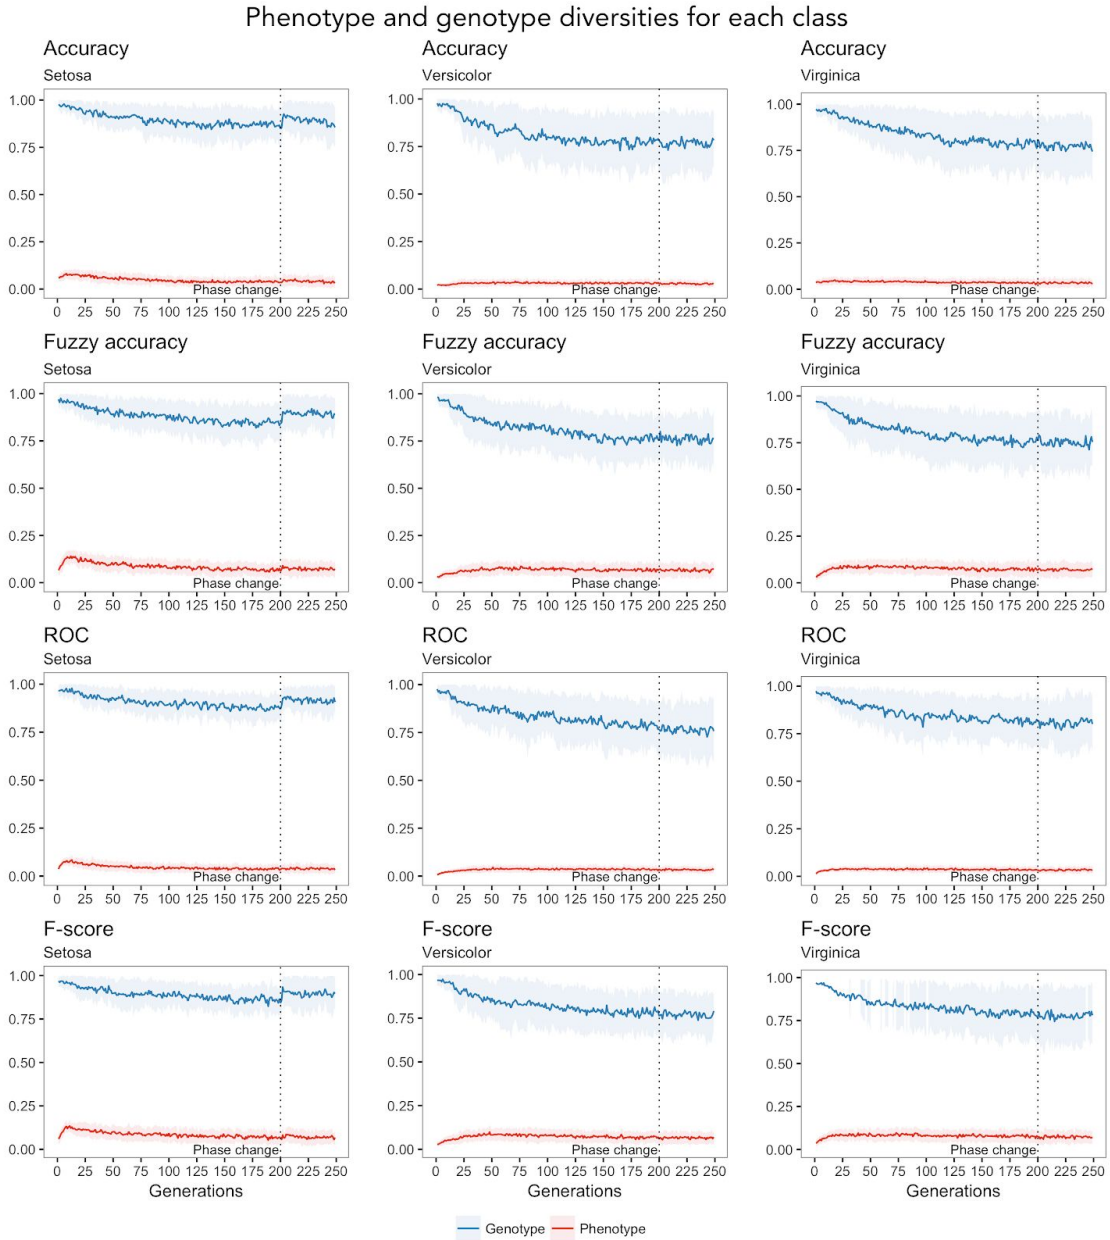 Phenotype and genotype diversities for each class
Accuracy
Setosa
1.00
0.75
0.50
0.25
0.00
Phase change
0 25 50 75 100 125 150 175 200 225 250
Accuracy
Versicolor
1.00
0.75
0.50
0.25
0.00
Phase change
0 25 50 75 100 125 150 175 200 225 250
Accuracy
Virginica
1.00
0.75
0.50
0.25
0.00
Phase change
0 25 50 75 100 125 150 175 200 225 250
Fuzzy accuracy
Setosa
1.00
0.75
0.50
0.25
0.00
Phase change
0 25 50 75 100 125 150 175 200 225 250
Fuzzy accuracy
Versicolor
1.00
0.75
0.50
0.25
0.00
Phase change
0 25 50 75 100 125 150 175 200 225 250
Fuzzy accuracy
Virginica
1.00
0.75
0.50
0.25
0.00
Phase change
0 25 50 75 100 125 150 175 200 225 250
ROC
Setosa
1.00
0.75
0.50
0.25
0.00
Phase change
0 25 50 75 100 125 150 175 200 225 250
ROC
Versicolor
1.00
0.75
0.50
0.25
0.00
Phase change
0 25 50 75 100 125 150 175 200 225 250
ROC
Virginica
1.00
0.75
0.50
0.25
0.00
Phase change
0 25 50 75 100 125 150 175 200 225 250
F-score
Setosa
1.00
0.75
0.50
0.25
0.00
Phase change
0 25 50 75 100 125 150 175 200 225 250
Generations
F-score
Versicolor
1.00
0.75
0.50
0.25
0.00
Phase change
0 25 50 75 100 125 150 175 200 225 250
Generations
F-score
Virginica
1.00
0.75
0.50
0.25
0.00
Phase change
0 25 50 75 100 125 150 175 200 225 250
Generations
Genotype Phenotype